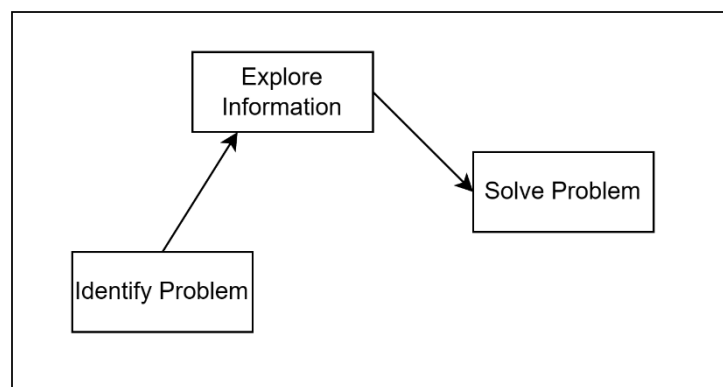 Explore
Information
Solve Problem
Identify Problem